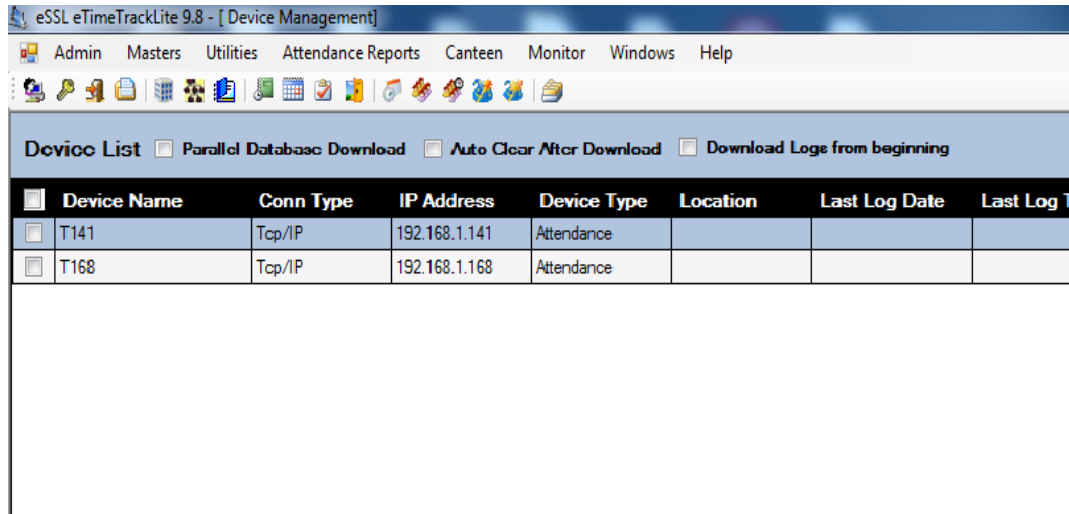 eSSL eTimeTrackLite 9.8 - [ Device Management]
Admin Masters Utilities Attendance Reports Canteen Monitor Windows Help
Device List Parallel Database Download Auto Clear After Download Download Logs from beginning
Device Name Conn Type IP Address Device Type Location Last Log Date Last Log T
T141 Tcp/IP 192.168.1.141 Attendance
T168 Tcp/IP 192.168.1.168 Attendance